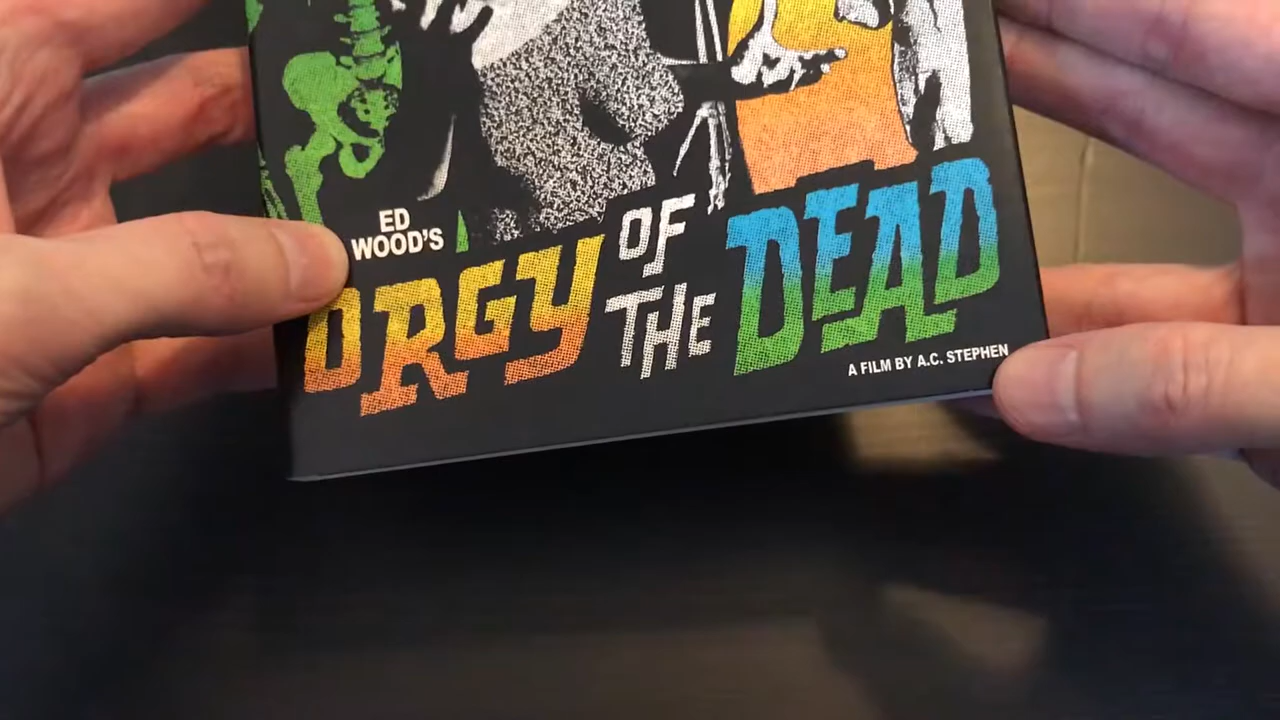 ED
WOOD'S
ORGY
OF
THE
DEAD
A FILM BY A.C. STEPHEN